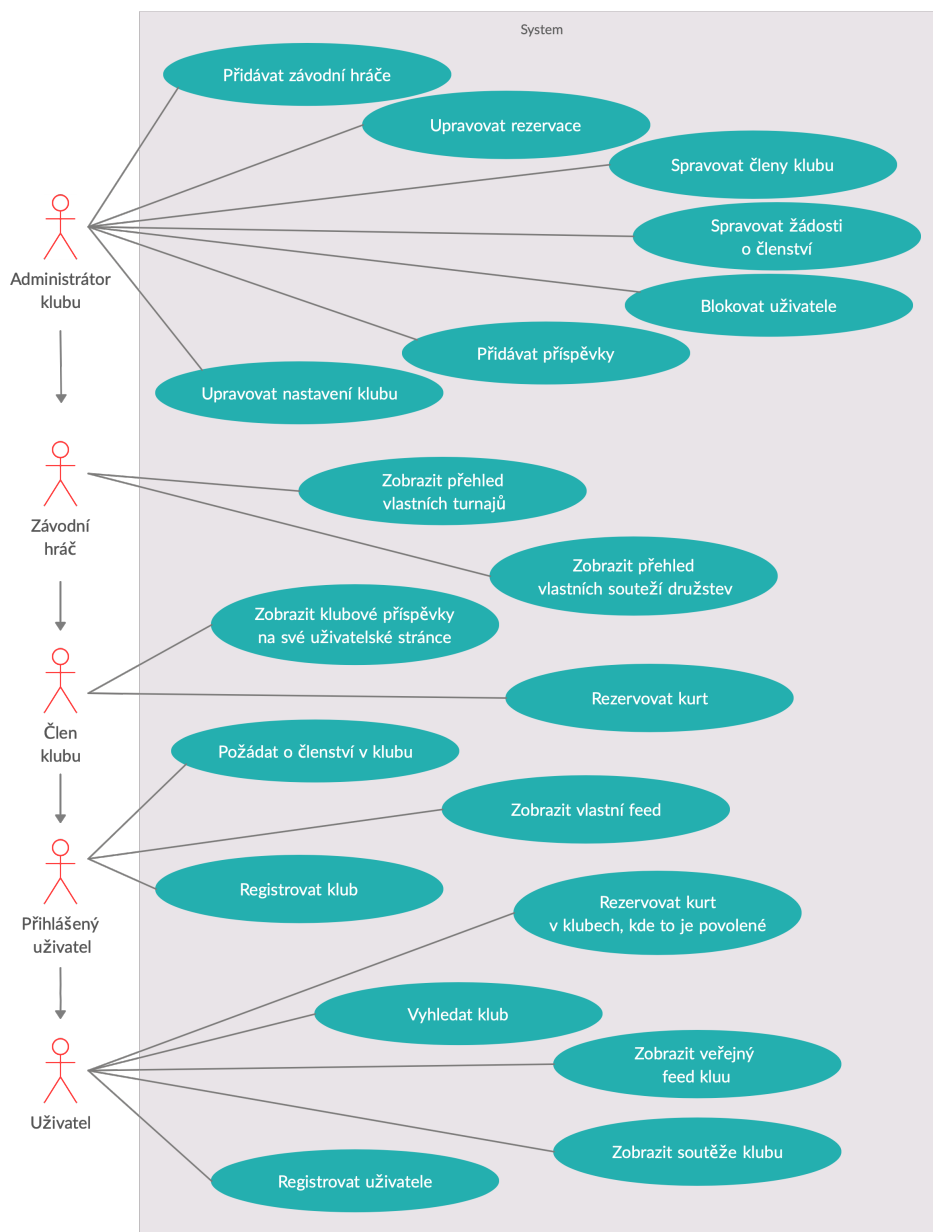 System
Přidávat závodní hráče
Upravovat rezervace
Spravovat členy klubu
Spravovat žádosti
o členství
Administrátor
klubu
Blokovat uživatele
Přidávat příspěvky
Upravovat nastavení klubu
Zobrazit přehled
vlastních turnajů
Závodní
hráč
Zobrazit přehled
vlastních souteží družstev
Zobrazit klubové příspěvky
na své uživatelské stránce
Rezervovat kurt
Člen
klubu
Požádat o členství v klubu
Zobrazit vlastní feed
Registrovat klub
Přihlášený
uživatel
Rezervovat kurt
v klubech, kde to je povolené
Vyhledat klub
Zobrazit veřejný
feed kluu
Uživatel
Zobrazit soutěže klubu
Registrovat uživatele